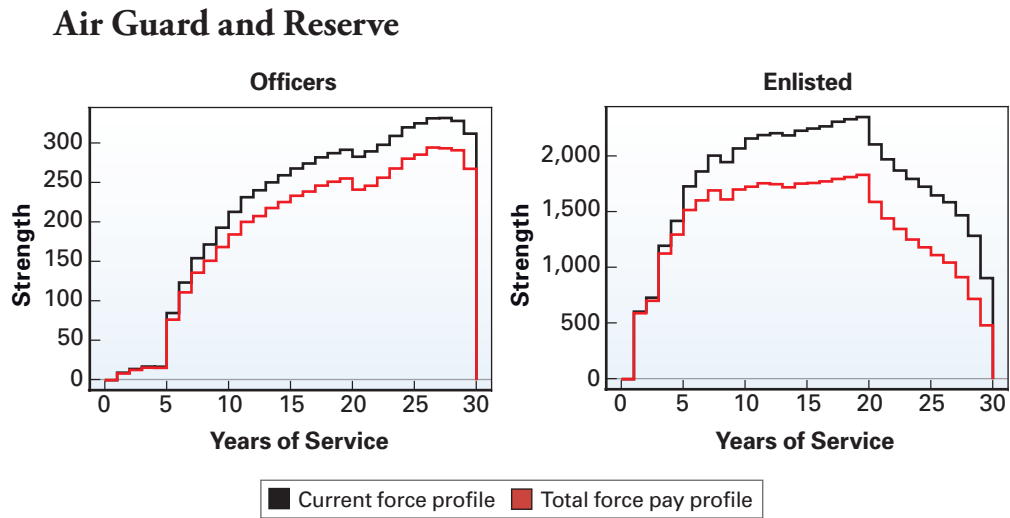 Air Guard and Reserve
Officers
Strength
300
250
200
150
100
50
0
0 5 10 15 20 25 30
Years of Service
Enlisted
Strength
2,000
1,500
1,000
500
0
0 5 10 15 20 25 30
Years of Service
Current force profile Total force pay profile